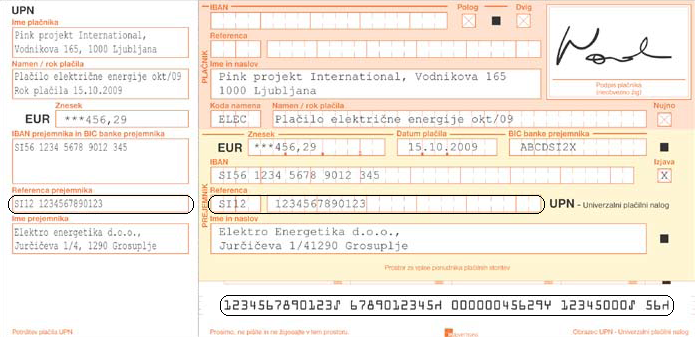 UPN
Ime plačnika
Pink projekt International,
Vodnikova 165, 1000 Ljubljana
Namen / rok plačila
Plačilo električne energije okt/09
Rok plačila 15.10.2009
Znesek
EUR ***456,29
IBAN prejemnika in BIC banke prejemnika
SI56 1234 5678 9012 345
Referenca prejemnika
SI12 1234567890123
Ime prejemnika
Elektro energetika d.o.o.,
Jurčičeva 1/4, 1290 Grosuplje
Potrditev plačila UPN
PLAČNIK
IBAN
Polog
Dvig
Referenca
Ime in naslov
Pink projekt International, Vodnikova 165
1000 Ljubljana
Podpis plačnika
(neobvezno žig)
Koda namena
Namen / rok plačila
Nujno
ELEC
Plačilo električne energije okt/09
PREJEMNIK
Znesek
Datum plačila
BIC banke prejemnika
EUR ***456,29 15.10.2009 ABCDSI2X
IBAN
Izjava
SI56 1234 5678 9012 345 X
Referenca
SI12 1234567890123
UPN - Univerzalni plačilni nalog
Ime in naslov
Elektro Energetika d.o.o.,
Jurčičeva 1/41290 Grosuplje
Prostor za vpise ponudnika plačilnih storitev
Prosimo, ne pišite in ne žigosajte v tem prostoru.
Obrazec UPN - Univerzalni plačilni nalog